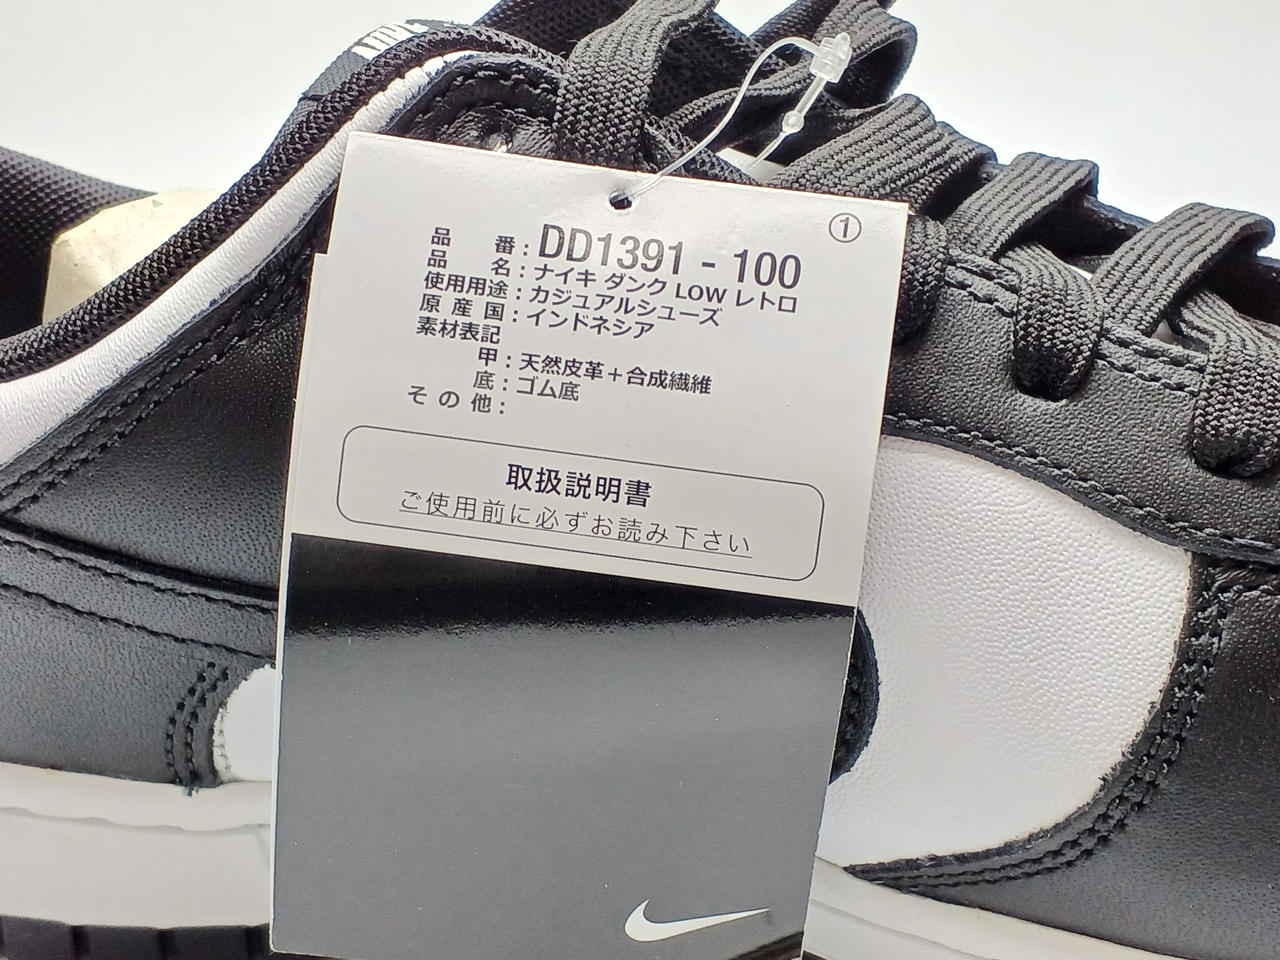 ①
品 番：DD1391 - 100
品 名：ナイキ ダンク LOW レトロ
使用用途：カジュアルシューズ
原 産 国：インドネシア
素材表記
甲：天然皮革＋合成繊維
底：ゴム底
そ の 他：
取扱説明書
ご使用前に必ずお読み下さい